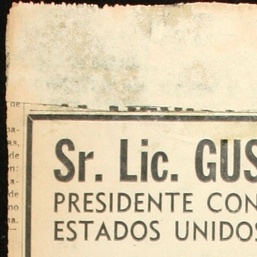 Sr. Lic. GUS
PRESIDENTE CON
ESTADOS UNIDOS